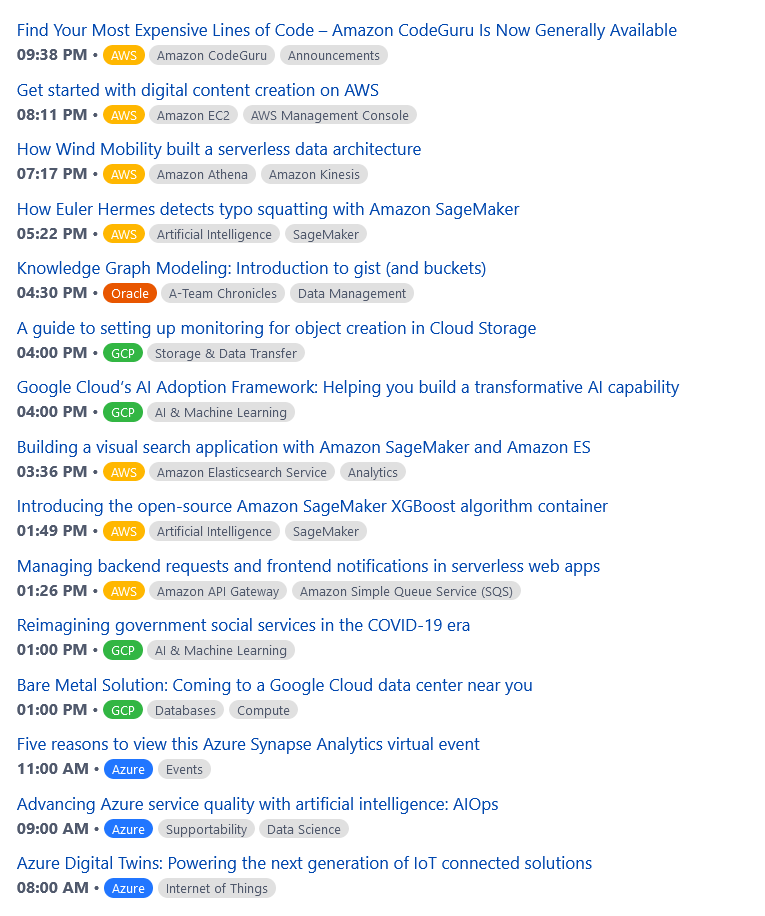 Find Your Most Expensive Lines of Code – Amazon CodeGuru Is Now Generally Available
09:38 PM • AWS Amazon CodeGuru Announcements
Get started with digital content creation on AWS
08:11 PM • AWS Amazon EC2 AWS Management Console
How Wind Mobility built a serverless data architecture
07:17 PM • AWS Amazon Athena Amazon Kinesis
How Euler Hermes detects typo squatting with Amazon SageMaker
05:22 PM • AWS Artificial Intelligence SageMaker
Knowledge Graph Modeling: Introduction to gist (and buckets)
04:30 PM • Oracle A-Team Chronicles Data Management
A guide to setting up monitoring for object creation in Cloud Storage
04:00 PM • GCP Storage & Data Transfer
Google Cloud’s AI Adoption Framework: Helping you build a transformative AI capability
04:00 PM • GCP AI & Machine Learning
Building a visual search application with Amazon SageMaker and Amazon ES
03:36 PM • AWS Amazon Elasticsearch Service Analytics
Introducing the open-source Amazon SageMaker XGBoost algorithm container
01:49 PM • AWS Artificial Intelligence SageMaker
Managing backend requests and frontend notifications in serverless web apps
01:26 PM • AWS Amazon API Gateway Amazon Simple Queue Service (SQS)
Reimagining government social services in the COVID-19 era
01:00 PM • GCP AI & Machine Learning
Bare Metal Solution: Coming to a Google Cloud data center near you
01:00 PM • GCP Databases Compute
Five reasons to view this Azure Synapse Analytics virtual event
11:00 AM • Azure Events
Advancing Azure service quality with artificial intelligence: AIOps
09:00 AM • Azure Supportability Data Science
Azure Digital Twins: Powering the next generation of IoT connected solutions
08:00 AM • Azure Internet of Things